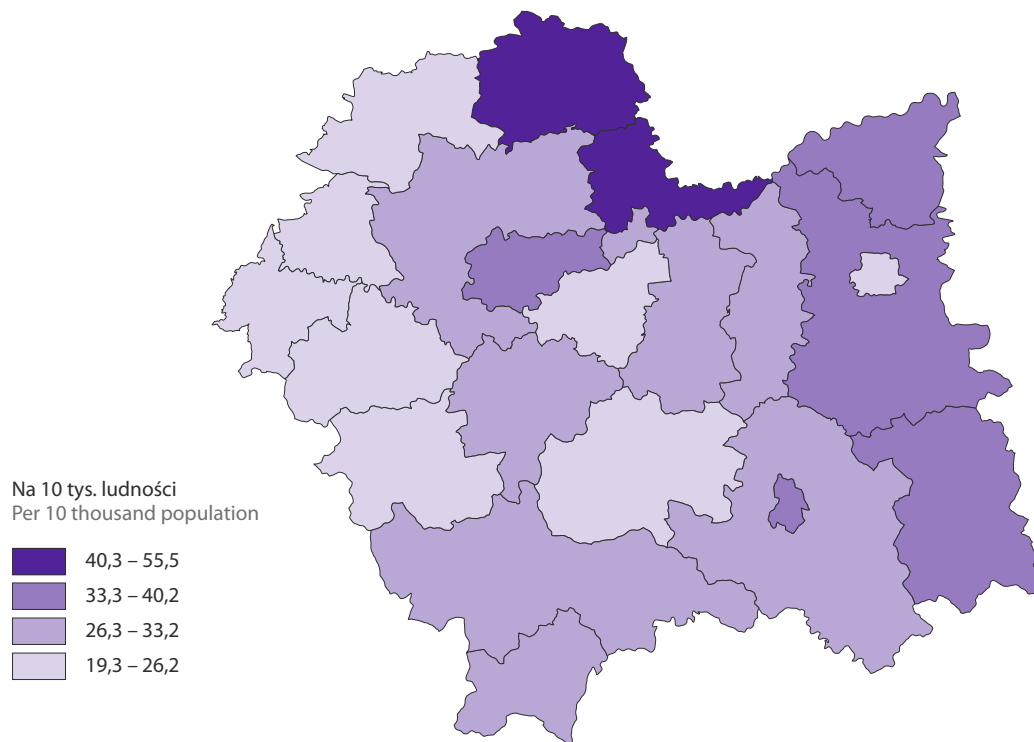 Na 10 tys. ludności
Per 10 thousand population
40,3 – 55,5
33,3 – 40,2
26,3 – 33,2
19,3 – 26,2